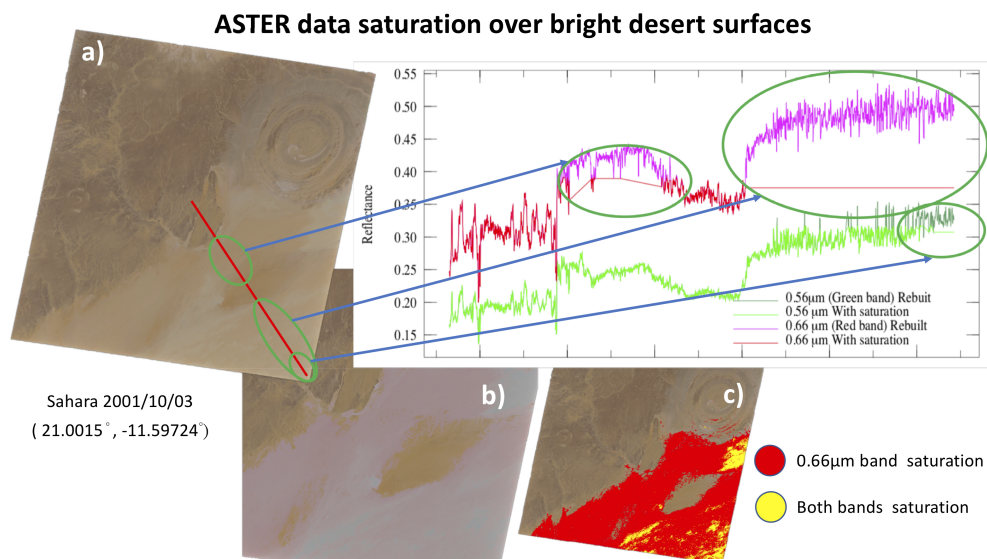 ASTER data saturation over bright desert surfaces
a)
0.55
0.50
0.45
0.40
0.35
0.30
0.25
0.20
0.15
Reflectance
0.56μm (Green band) Rebuit
0.56 μm With saturation
0.66 μm (Red band) Rebuilt
0.66 μm With saturation
Sahara 2001/10/03
( 21.0015°, -11.59724°)
b)
c)
0.66μm band saturation
Both bands saturation